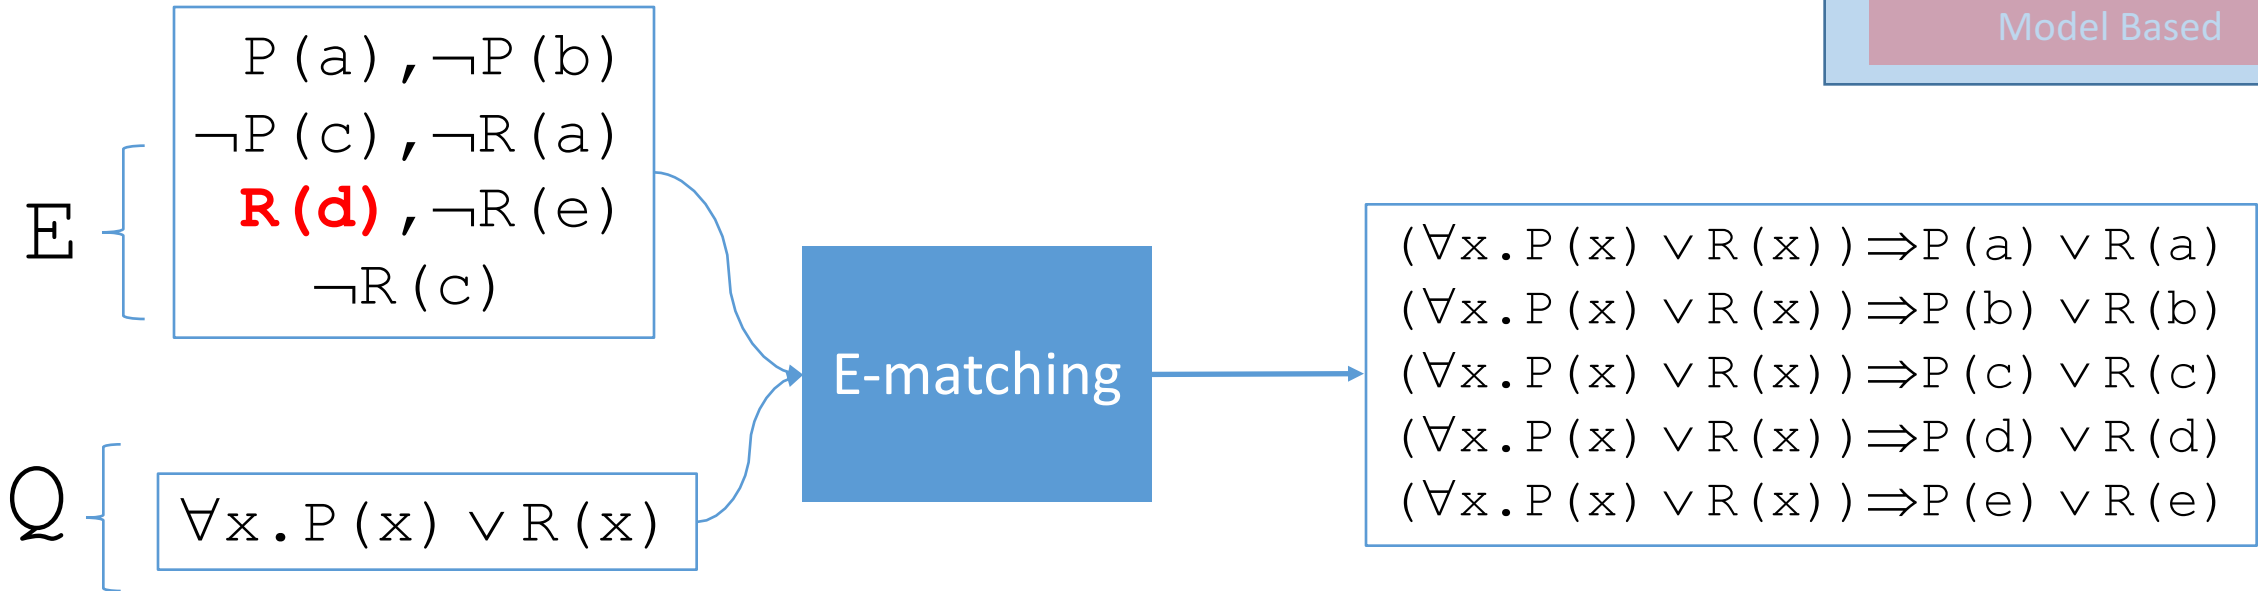 Model Based
E
P(a),¬P(b)
¬P(c),¬R(a)
R(d),¬R(e)
¬R(c)
Q
∀x.P(x)∨R(x)
E-matching
(∀x.P(x)∨R(x))⇒P(a)∨R(a)
(∀x.P(x)∨R(x))⇒P(b)∨R(b)
(∀x.P(x)∨R(x))⇒P(c)∨R(c)
(∀x.P(x)∨R(x))⇒P(d)∨R(d)
(∀x.P(x)∨R(x))⇒P(e)∨R(e)